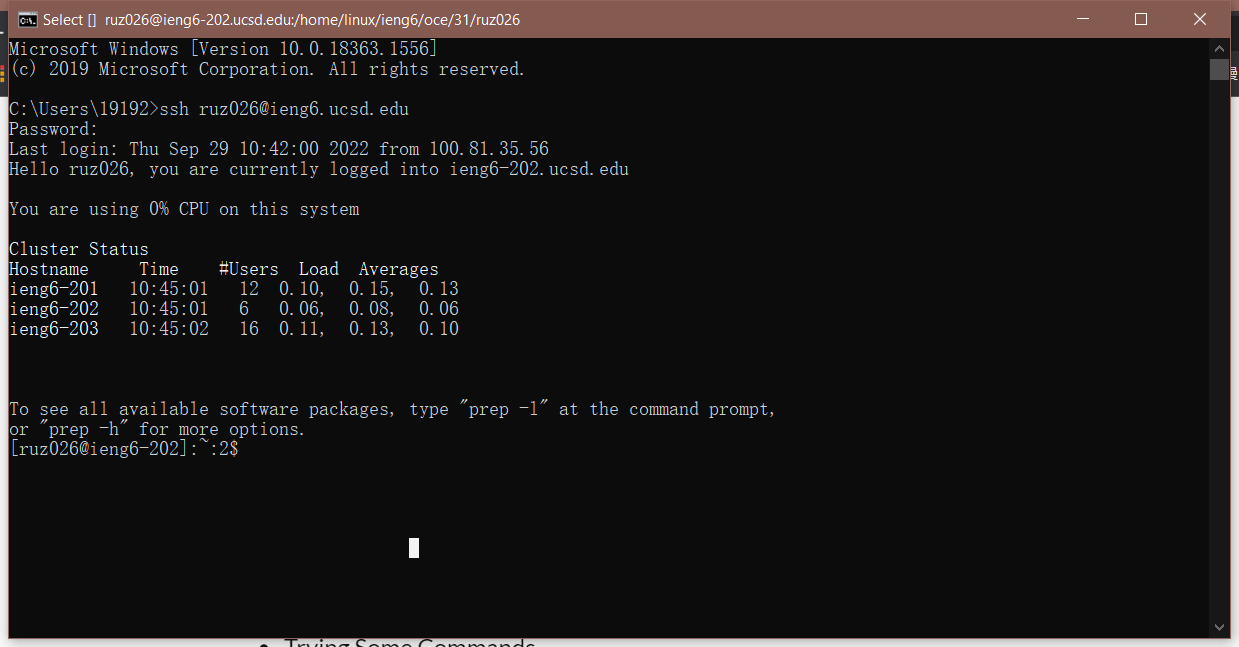 Select [] ruz026@ieng6-202.ucsd.edu:/home/linux/ieng6/oce/31/ruz026
Microsoft Windows [Version 10.0.18363.1556]
(c) 2019 Microsoft Corporation. All rights reserved.
C:\Users\19192>ssh ruz026@ieng6.ucsd.edu
Password:
Last login: Thu Sep 29 10:42:00 2022 from 100.81.35.56
Hello ruz026, you are currently logged into ieng6-202.ucsd.edu
You are using 0% CPU on this system
Cluster Status
Hostname     Time    #Users  Load  Averages
ieng6-201   10:45:01   12  0.10,  0.15,  0.13
ieng6-202   10:45:01   6   0.06,  0.08,  0.06
ieng6-203   10:45:02   16  0.11,  0.13,  0.10
To see all available software packages, type "prep -l" at the command prompt,
or "prep -h" for more options.
[ruz026@ieng6-202]:~:2$
Trying Some Commands